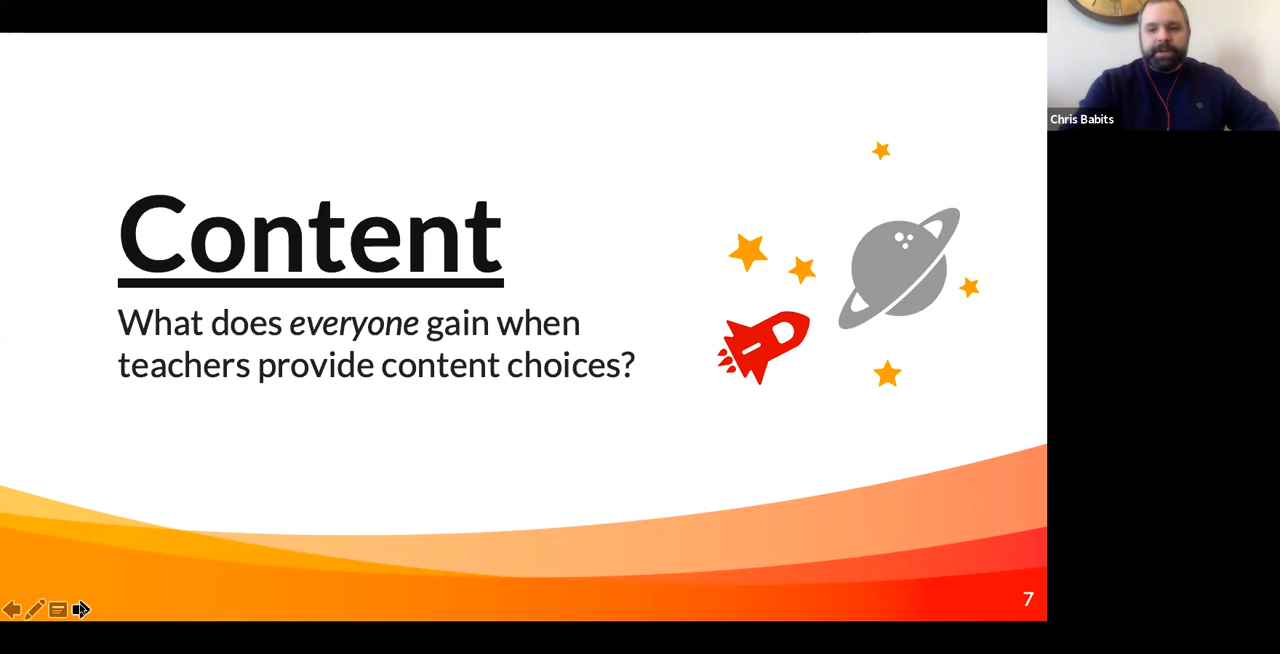 Content
What does everyone gain when
teachers provide content choices?
7
Chris Babits